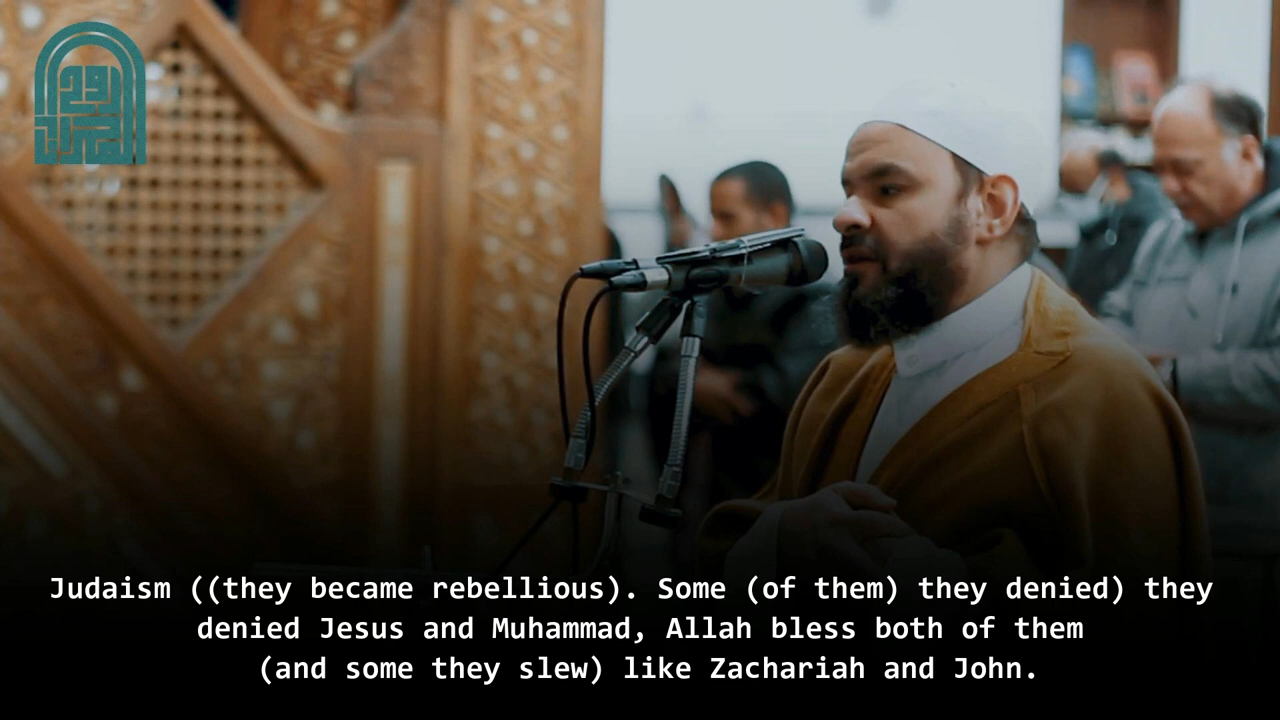 Judaism ((they became rebellious). Some (of them) they denied) they
denied Jesus and Muhammad, Allah bless both of them
(and some they slew) like Zachariah and John.